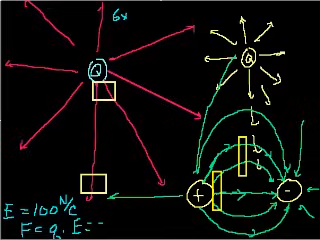 6x
Q
Q
+ -
E = 100 N/C
F = q. E = -